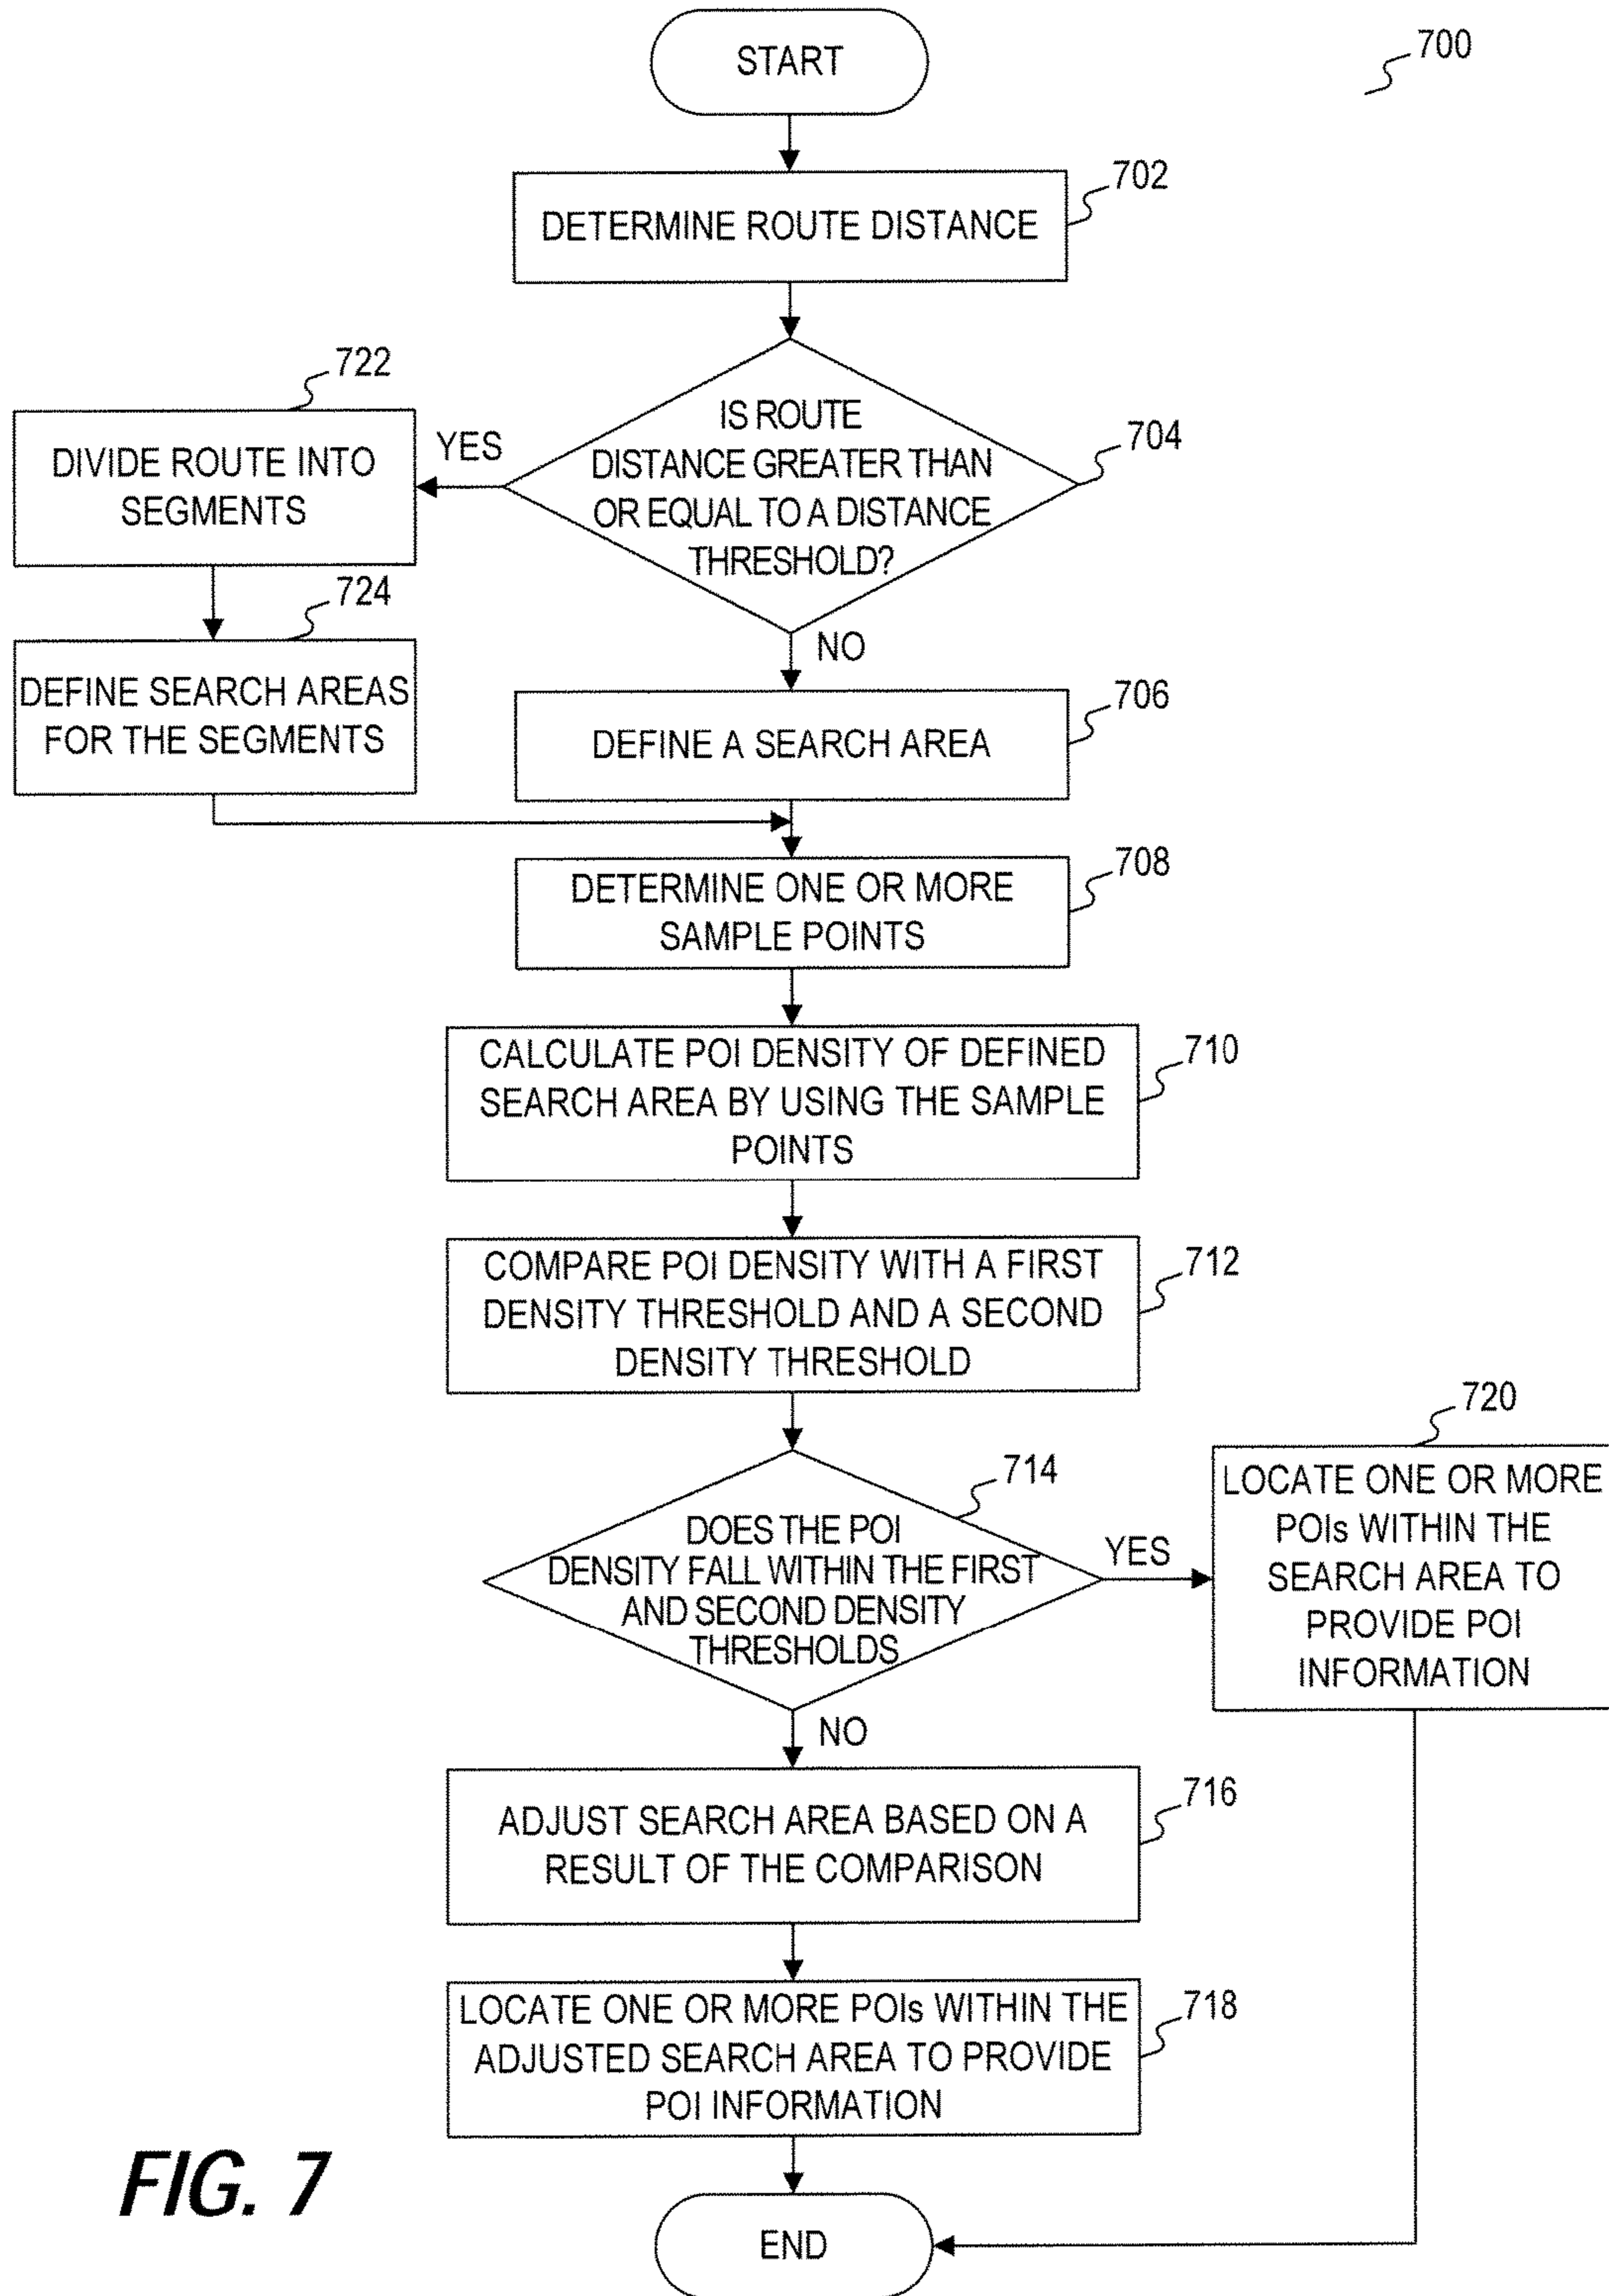 START
700
702
DETERMINE ROUTE DISTANCE
722
DIVIDE ROUTE INTO
SEGMENTS
YES
IS ROUTE
DISTANCE GREATER THAN
OR EQUAL TO A DISTANCE
THRESHOLD?
704
724
DEFINE SEARCH AREAS
FOR THE SEGMENTS
NO
706
DEFINE A SEARCH AREA
708
DETERMINE ONE OR MORE
SAMPLE POINTS
710
CALCULATE POI DENSITY OF DEFINED
SEARCH AREA BY USING THE SAMPLE
POINTS
712
COMPARE POI DENSITY WITH A FIRST
DENSITY THRESHOLD AND A SECOND
DENSITY THRESHOLD
714
DOES THE POI
DENSITY FALL WITHIN THE FIRST
AND SECOND DENSITY
THRESHOLDS
YES
720
LOCATE ONE OR MORE
POIs WITHIN THE
SEARCH AREA TO
PROVIDE POI
INFORMATION
NO
716
ADJUST SEARCH AREA BASED ON A
RESULT OF THE COMPARISON
718
LOCATE ONE OR MORE POIs WITHIN THE
ADJUSTED SEARCH AREA TO PROVIDE
POI INFORMATION
END
FIG. 7